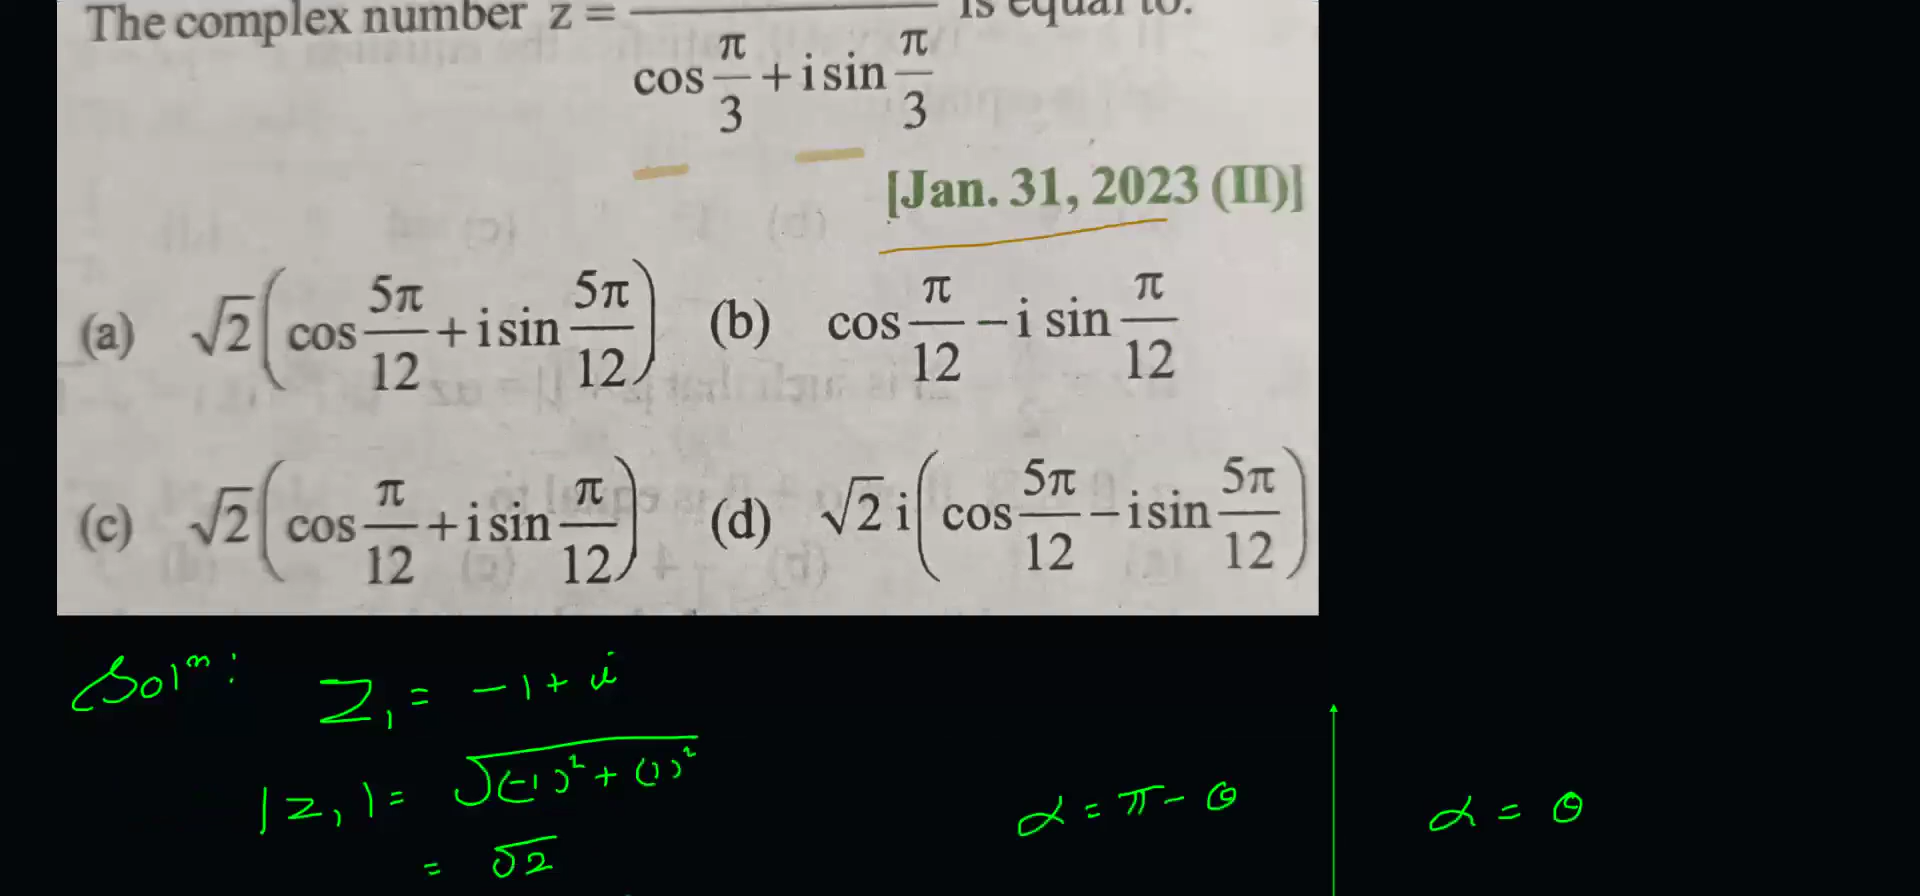 The complex number z = ――― is equal to:
cos π/3 + i sin π/3
[Jan. 31, 2023 (II)]
(a) √2(cos 5π/12 + i sin 5π/12) (b) cos π/12 − i sin π/12
(c) √2(cos π/12 + i sin π/12) (d) √2 i(cos 5π/12 − i sin 5π/12)
Solⁿ: Z₁ = −1 + i
|Z₁| = √(−1)² + (1)²
= √2
α = π − θ
α = θ